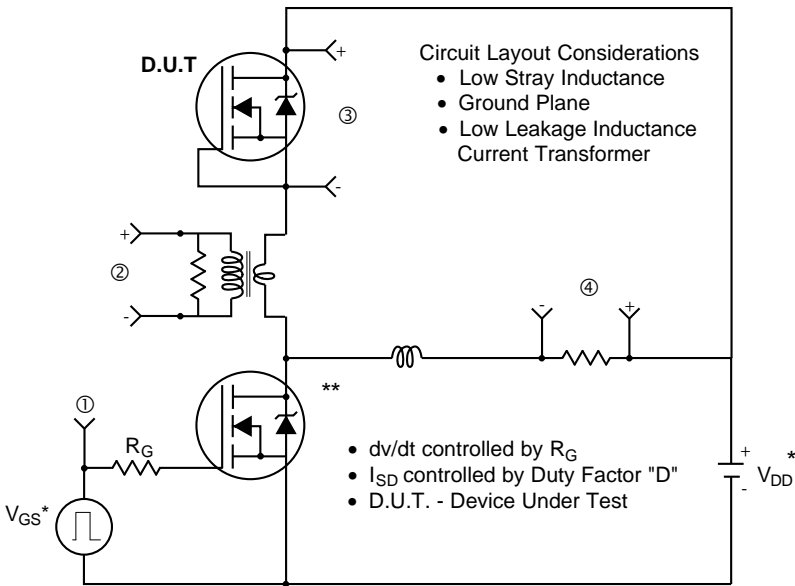 D.U.T
+
Circuit Layout Considerations
• Low Stray Inductance
• Ground Plane
• Low Leakage Inductance
Current Transformer
③
-
+
②
-
-
④
+
**
①
R_G
• dv/dt controlled by R_G
• I_SD controlled by Duty Factor "D"
• D.U.T. - Device Under Test
+
*
V_DD
-
V_GS*